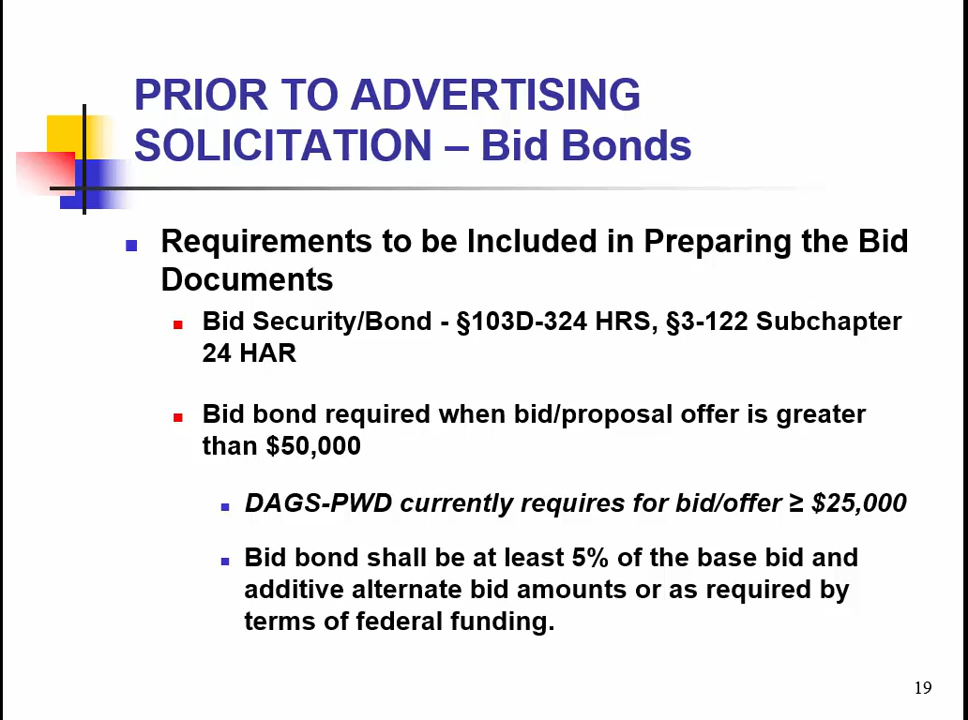 PRIOR TO ADVERTISING
SOLICITATION – Bid Bonds
Requirements to be Included in Preparing the Bid
Documents
Bid Security/Bond - §103D-324 HRS, §3-122 Subchapter
24 HAR
Bid bond required when bid/proposal offer is greater
than $50,000
DAGS-PWD currently requires for bid/offer ≥ $25,000
Bid bond shall be at least 5% of the base bid and
additive alternate bid amounts or as required by
terms of federal funding.
19